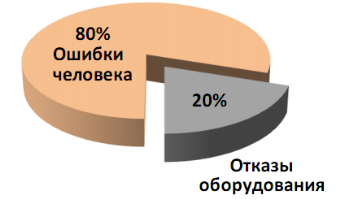 80%
Ошибки
человека
20%
Отказы
оборудования